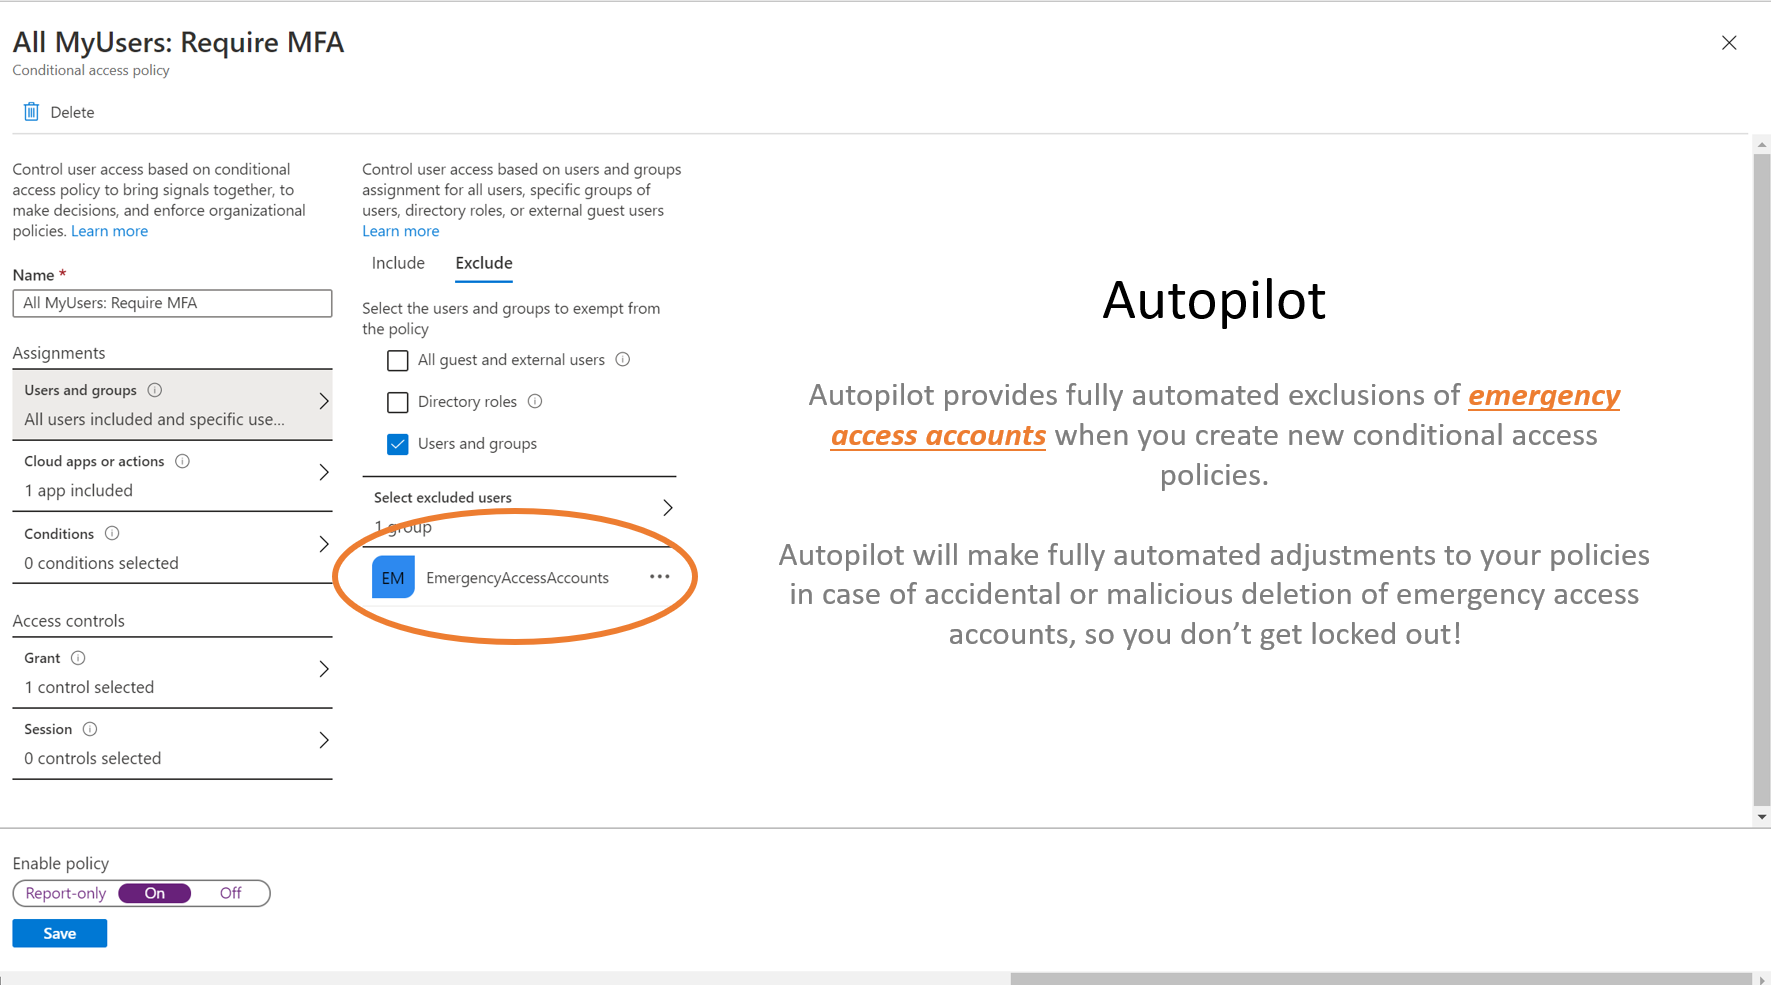 All MyUsers: Require MFA
Conditional access policy
Delete
Control user access based on conditional
access policy to bring signals together, to
make decisions, and enforce organizational
policies. Learn more
Name *
All MyUsers: Require MFA
Assignments
Users and groups
All users included and specific use...
Cloud apps or actions
1 app included
Conditions
0 conditions selected
Access controls
Grant
1 control selected
Session
0 controls selected
Control user access based on users and groups
assignment for all users, specific groups of
users, directory roles, or external guest users
Learn more
Include Exclude
Select the users and groups to exempt from
the policy
All guest and external users
Directory roles
Users and groups
Select excluded users
1 group
EM EmergencyAccessAccounts
Autopilot
Autopilot provides fully automated exclusions of emergency
access accounts when you create new conditional access
policies.
Autopilot will make fully automated adjustments to your policies
in case of accidental or malicious deletion of emergency access
accounts, so you don’t get locked out!
Enable policy
Report-only On Off
Save